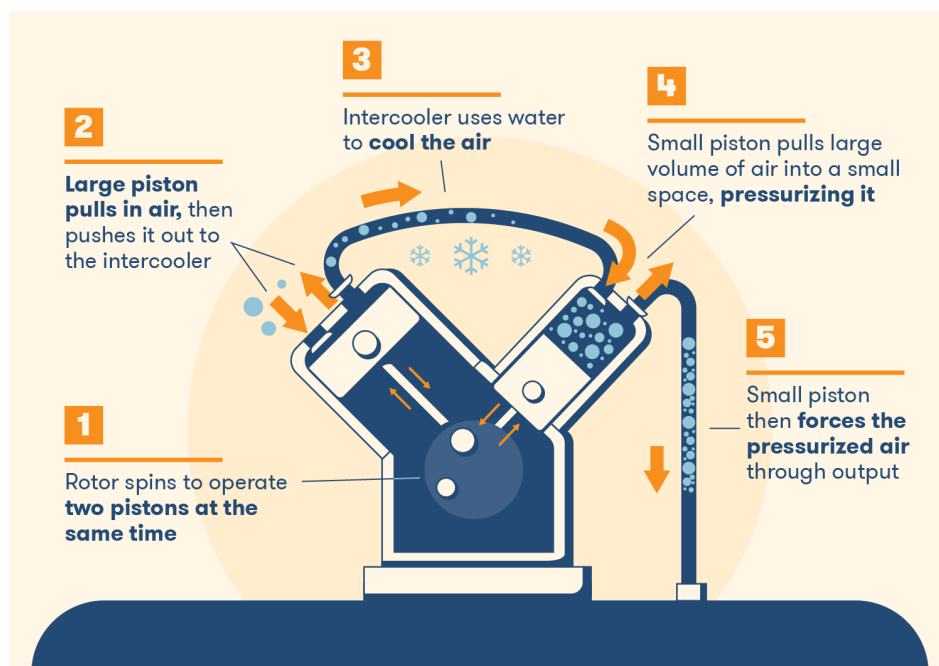 1
Rotor spins to operate
two pistons at the
same time
2
Large piston
pulls in air, then
pushes it out to
the intercooler
3
Intercooler uses water
to cool the air
4
Small piston pulls large
volume of air into a small
space, pressurizing it
5
Small piston
then forces the
pressurized air
through output